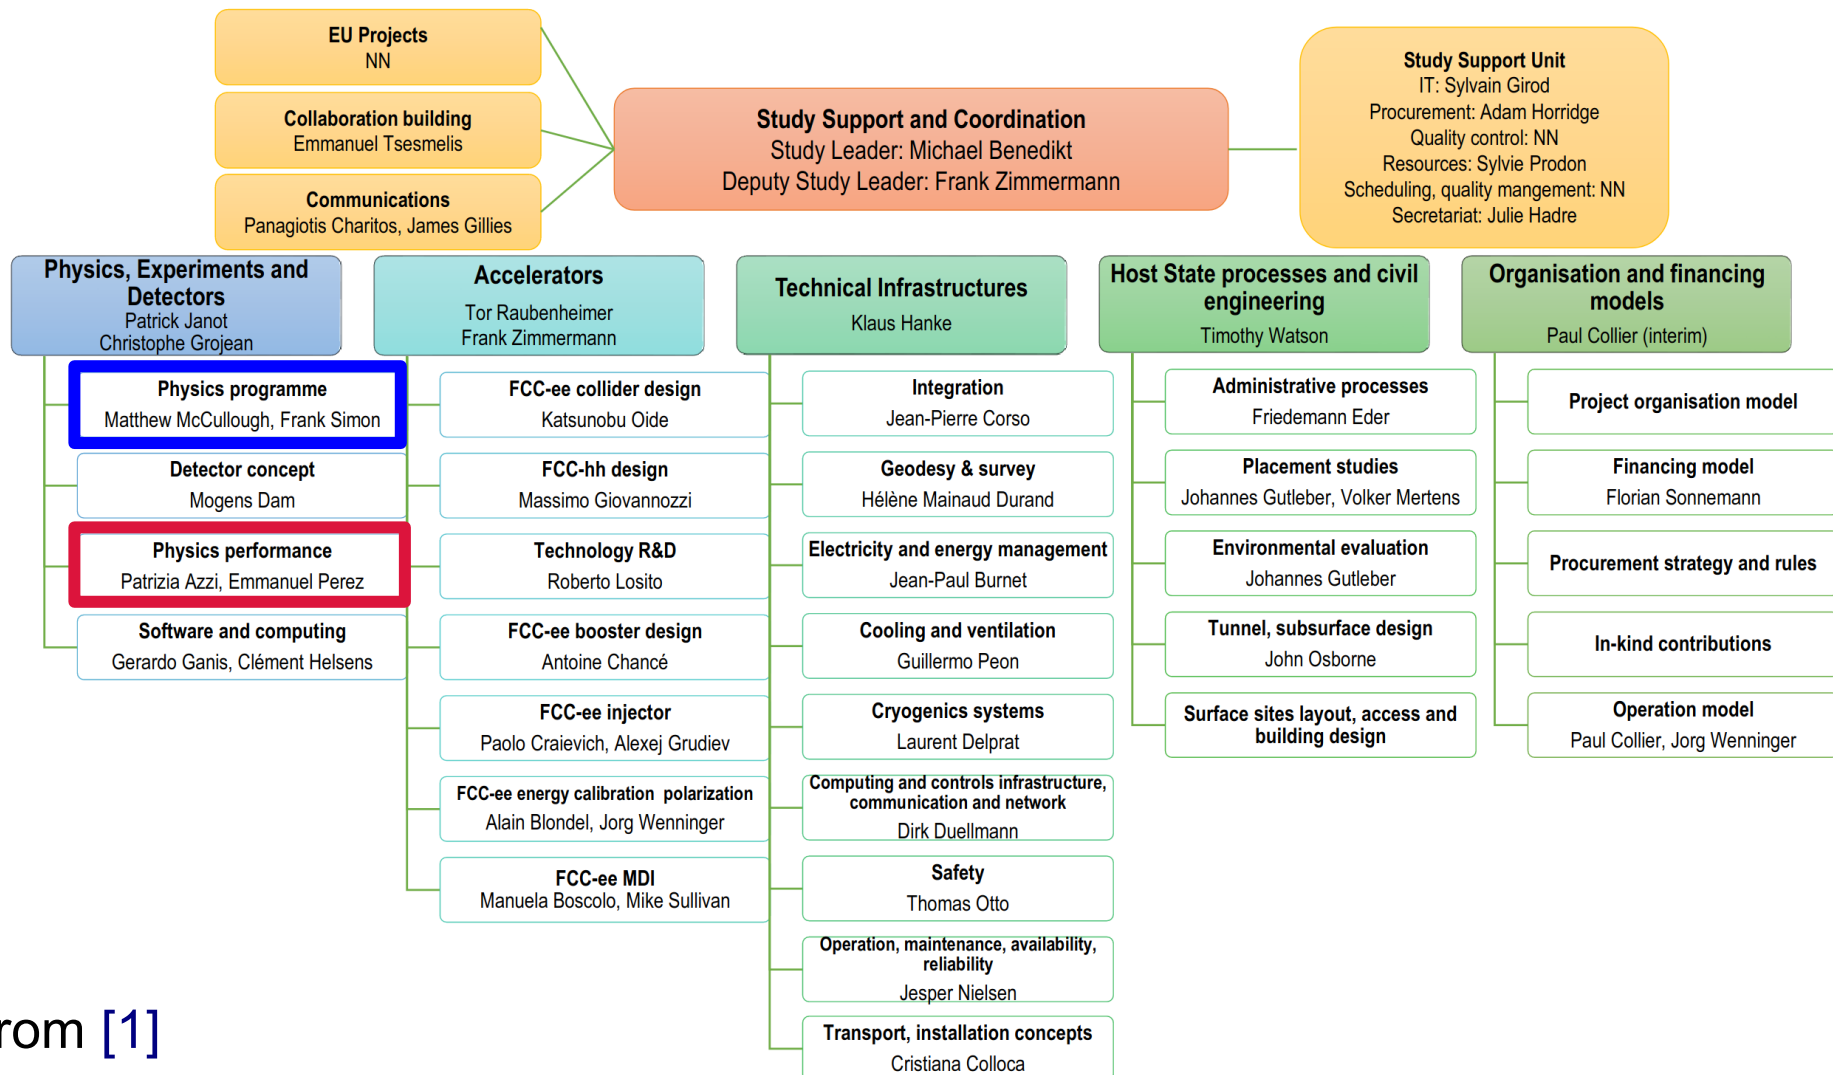 EU Projects
NN
Collaboration building
Emmanuel Tsesmelis
Communications
Panagiotis Charitos, James Gillies
Study Support and Coordination
Study Leader: Michael Benedikt
Deputy Study Leader: Frank Zimmermann
Study Support Unit
IT: Sylvain Girod
Procurement: Adam Horridge
Quality control: NN
Resources: Sylvie Prodon
Scheduling, quality mangement: NN
Secretariat: Julie Hadre
Physics, Experiments and
Detectors
Patrick Janot
Christophe Grojean
Physics programme
Matthew McCullough, Frank Simon
Detector concept
Mogens Dam
Physics performance
Patrizia Azzi, Emmanuel Perez
Software and computing
Gerardo Ganis, Clément Helsens
Accelerators
Tor Raubenheimer
Frank Zimmermann
FCC-ee collider design
Katsunobu Oide
FCC-hh design
Massimo Giovannozzi
Technology R&D
Roberto Losito
FCC-ee booster design
Antoine Chancé
FCC-ee injector
Paolo Craievich, Alexej Grudiev
FCC-ee energy calibration polarization
Alain Blondel, Jorg Wenninger
FCC-ee MDI
Manuela Boscolo, Mike Sullivan
Technical Infrastructures
Klaus Hanke
Integration
Jean-Pierre Corso
Geodesy & survey
Hélène Mainaud Durand
Electricity and energy management
Jean-Paul Burnet
Cooling and ventilation
Guillermo Peon
Cryogenics systems
Laurent Delprat
Computing and controls infrastructure,
communication and network
Dirk Duellmann
Safety
Thomas Otto
Operation, maintenance, availability,
reliability
Jesper Nielsen
Transport, installation concepts
Cristiana Colloca
Host State processes and civil
engineering
Timothy Watson
Administrative processes
Friedemann Eder
Placement studies
Johannes Gutleber, Volker Mertens
Environmental evaluation
Johannes Gutleber
Tunnel, subsurface design
John Osborne
Surface sites layout, access and
building design
Organisation and financing
models
Paul Collier (interim)
Project organisation model
Financing model
Florian Sonnemann
Procurement strategy and rules
In-kind contributions
Operation model
Paul Collier, Jorg Wenninger
rom [1]